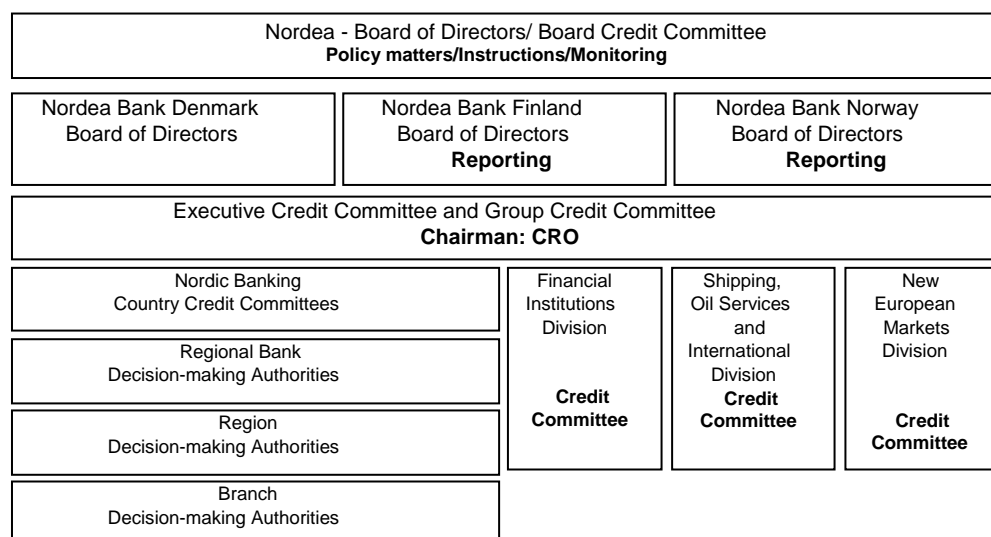 Nordea - Board of Directors/ Board Credit Committee
Policy matters/Instructions/Monitoring
Nordea Bank Denmark
Board of Directors
Nordea Bank Finland
Board of Directors
Reporting
Nordea Bank Norway
Board of Directors
Reporting
Executive Credit Committee and Group Credit Committee
Chairman: CRO
Nordic Banking
Country Credit Committees
Regional Bank
Decision-making Authorities
Region
Decision-making Authorities
Branch
Decision-making Authorities
Financial
Institutions
Division
Credit
Committee
Shipping,
Oil Services
and
International
Division
Credit
Committee
New
European
Markets
Division
Credit
Committee